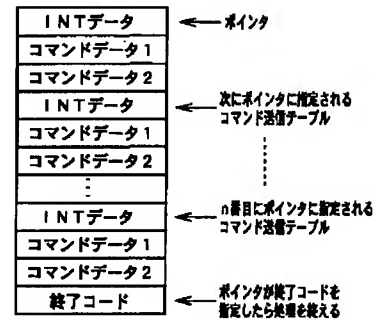 INTデータ
ポインタ
コマンドデータ1
コマンドデータ2
INTデータ
次にポインタに指定される
コマンド送信テーブル
コマンドデータ1
コマンドデータ2
INTデータ
n番目にポインタに指定される
コマンド送信テーブル
コマンドデータ1
コマンドデータ2
終了コード
ポインタが終了コードを
指定したら処理を終える